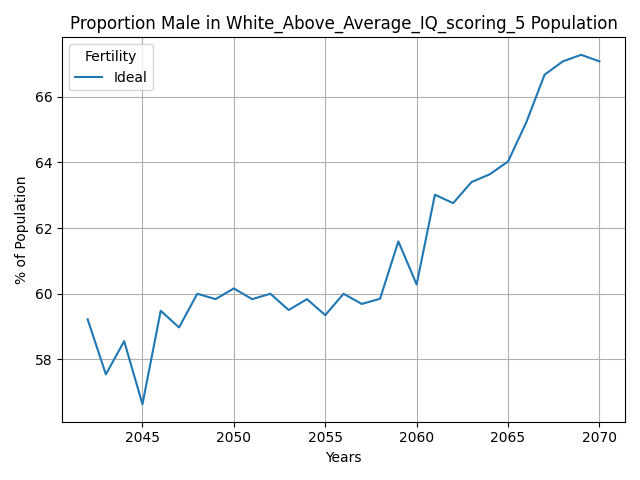 Proportion Male in White_Above_Average_IQ_scoring_5 Population
Fertility
Ideal
% of Population
66
64
62
60
58
2045 2050 2055 2060 2065 2070
Years